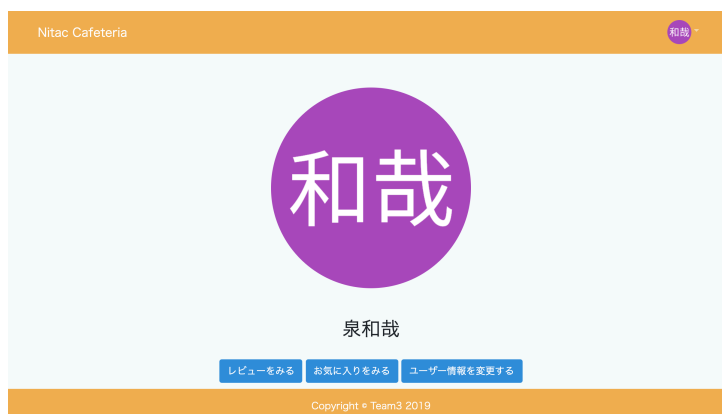 Nitac Cafeteria 和哉
和哉
泉和哉
レビューをみる お気に入りをみる ユーザー情報を変更する
Copyright © Team3 2019